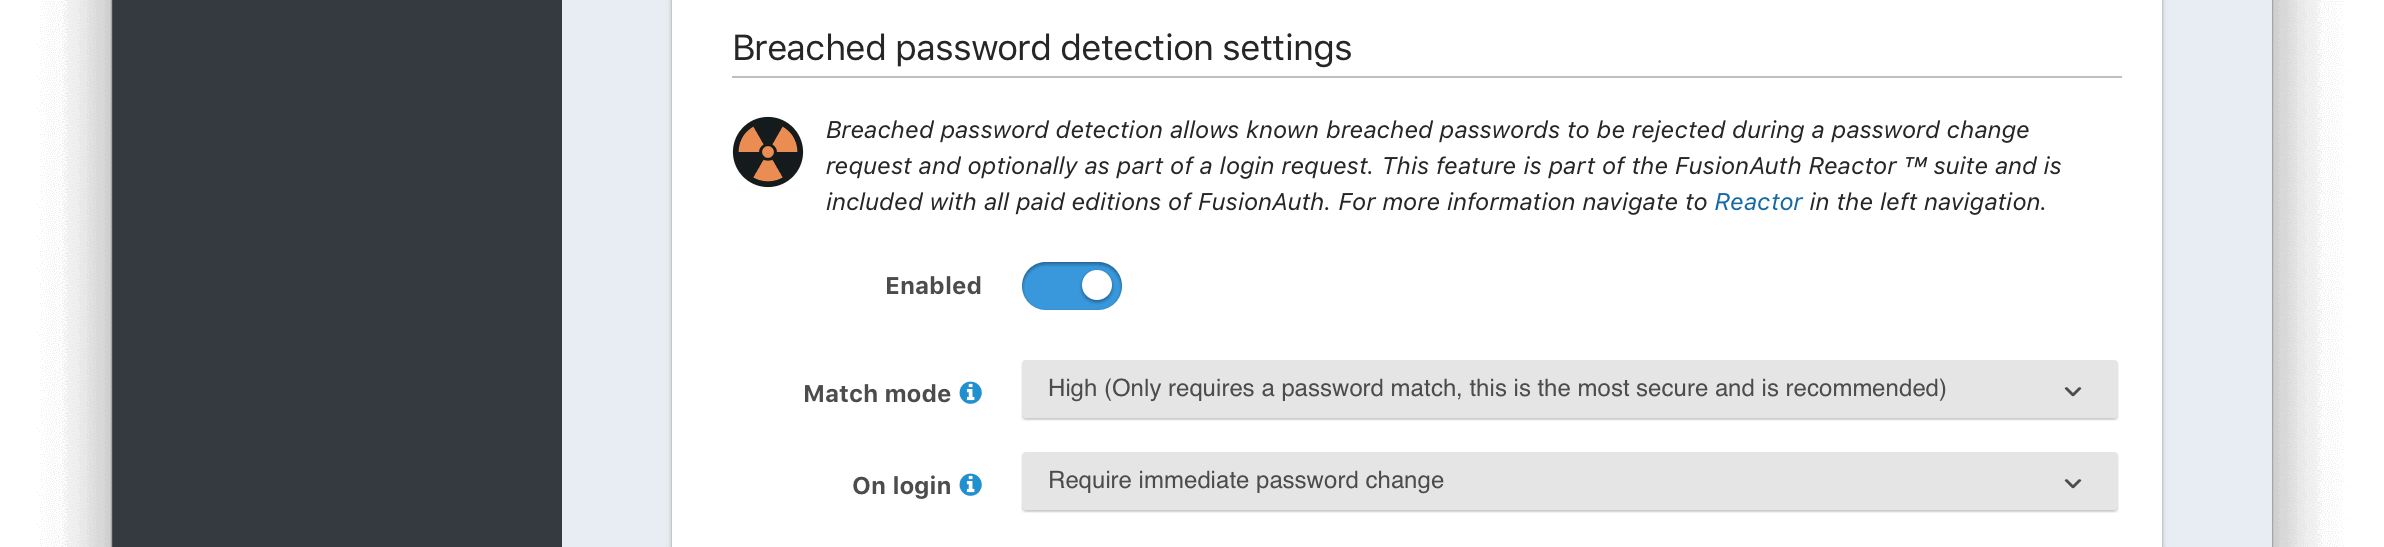 Breached password detection settings
Breached password detection allows known breached passwords to be rejected during a password change
request and optionally as part of a login request. This feature is part of the FusionAuth Reactor ™ suite and is
included with all paid editions of FusionAuth. For more information navigate to Reactor in the left navigation.
Enabled
Match mode High (Only requires a password match, this is the most secure and is recommended)
On login Require immediate password change